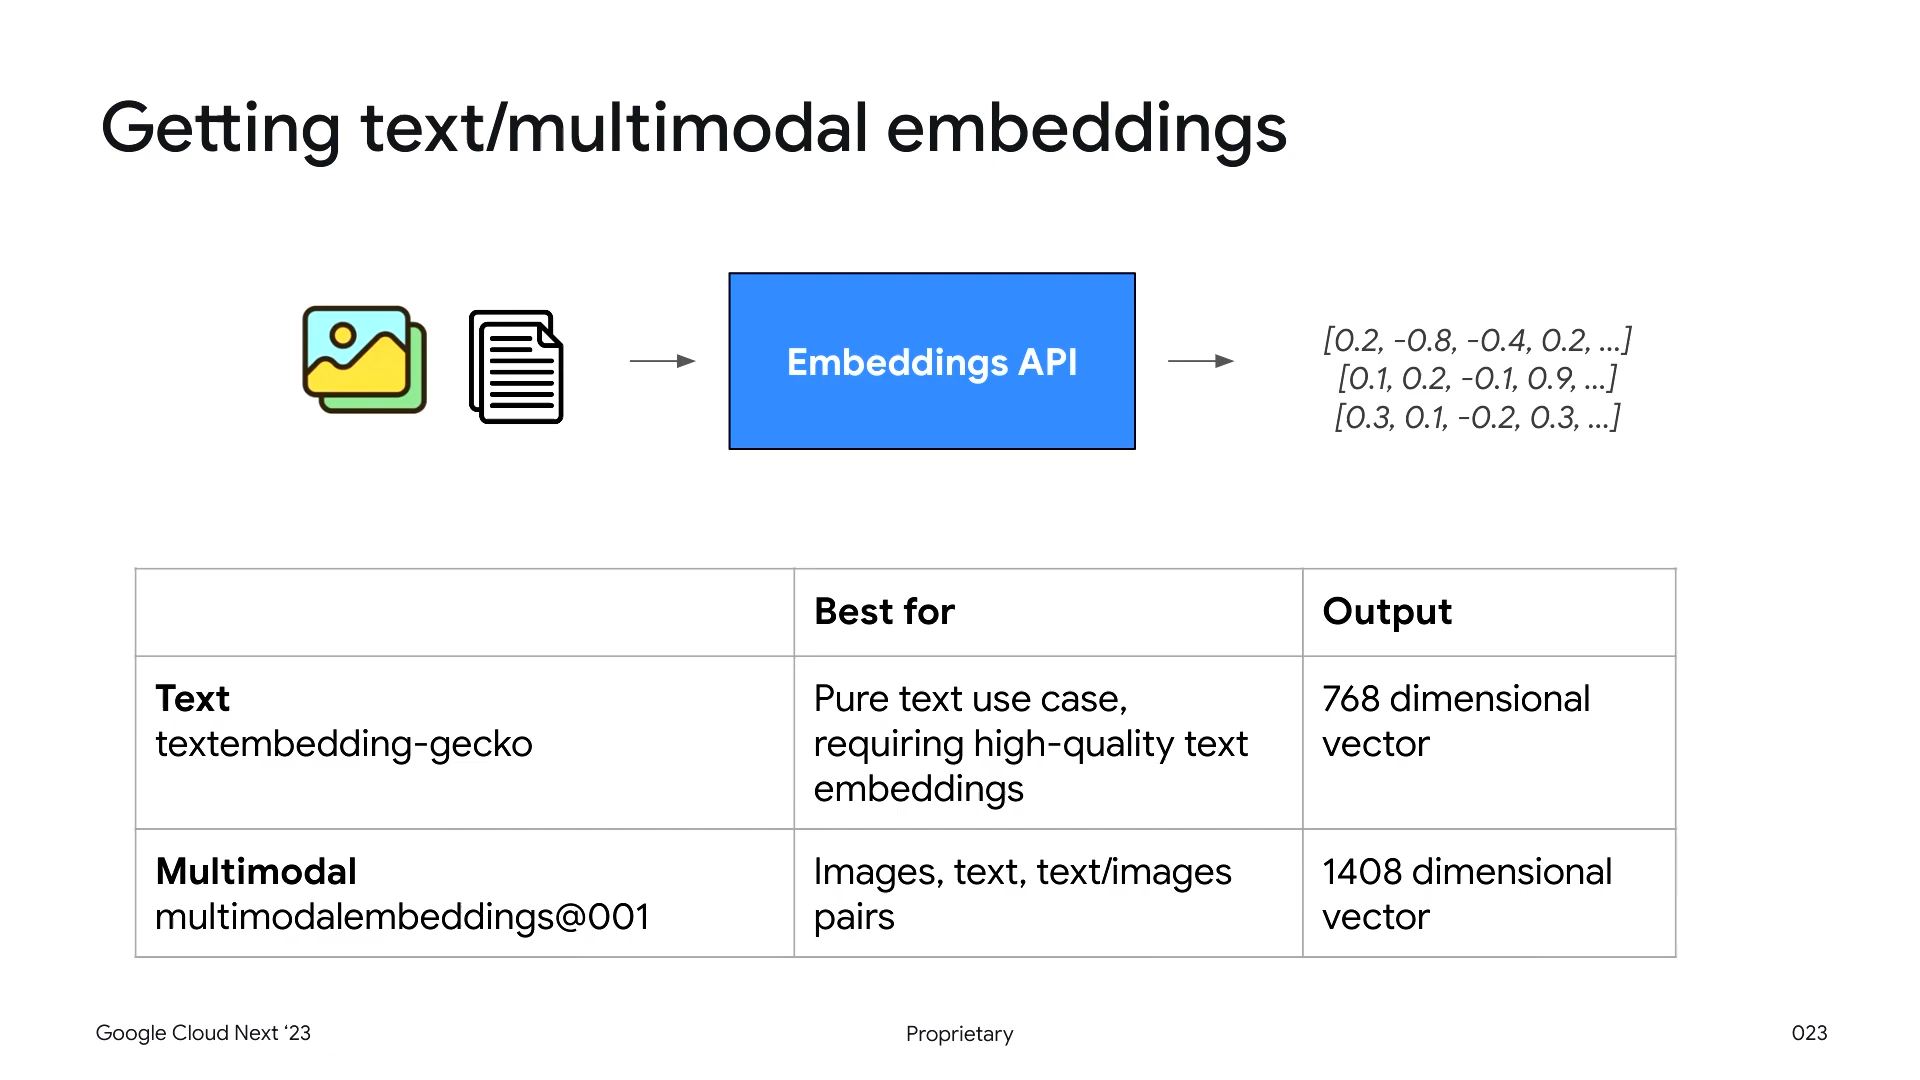 Getting text/multimodal embeddings
Embeddings API
[0.2, -0.8, -0.4, 0.2, ...]
[0.1, 0.2, -0.1, 0.9, ...]
[0.3, 0.1, -0.2, 0.3, ...]
Best for
Output
Text
textembedding-gecko
Pure text use case,
requiring high-quality text
embeddings
768 dimensional
vector
Multimodal
multimodalembeddings@001
Images, text, text/images
pairs
1408 dimensional
vector
Google Cloud Next ‘23
Proprietary
023